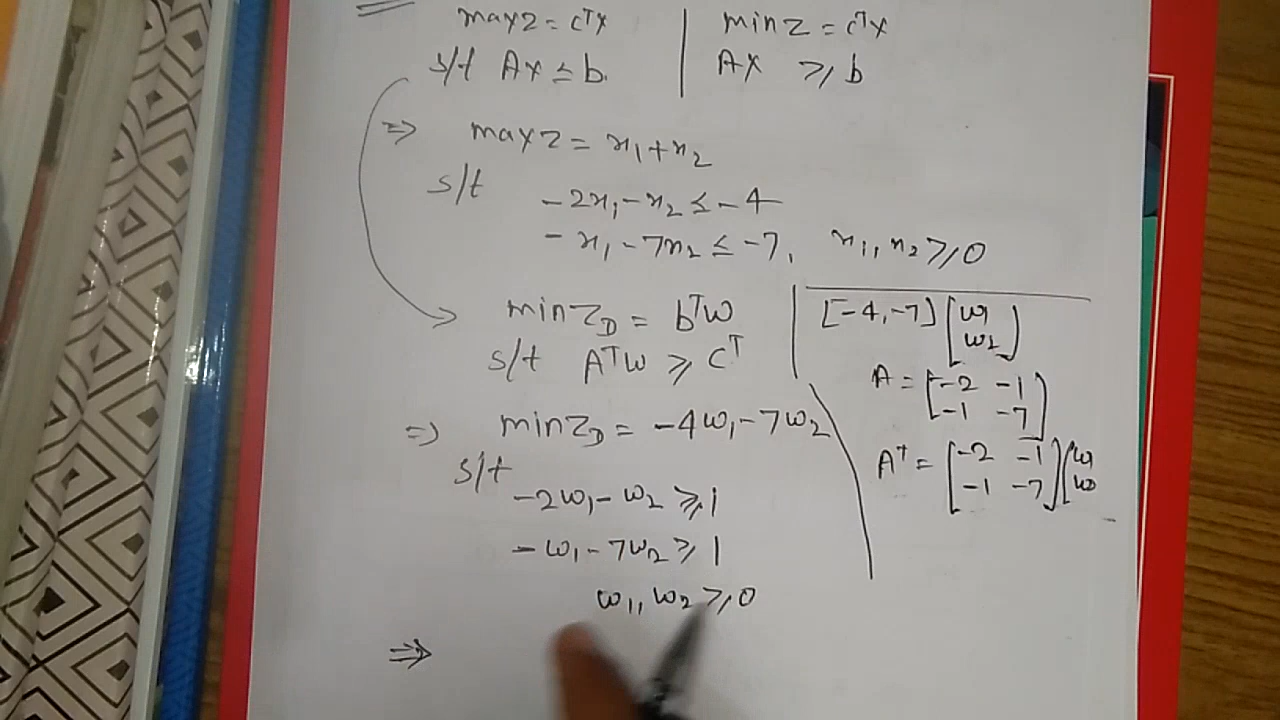 max z = cᵀx | min z = cᵀx
s/t Ax ≤ b. | Ax ≥ b
⇒ max z = x₁+x₂
s/t
-2x₁-x₂ ≤ -4
-x₁-7x₂ ≤ -7, x₁, x₂ ≥ 0
min z_D = bᵀw
s/t Aᵀw ≥ cᵀ
⇒ min z_D = -4w₁-7w₂
s/t
-2w₁-w₂ ≥ 1
-w₁-7w₂ ≥ 1
w₁, w₂ ≥ 0
⇒
[-4, -7] [w₁
w₂]
A = [-2 -1
-1 -7]
Aᵀ = [-2 -1] [w₁
-1 -7] [w